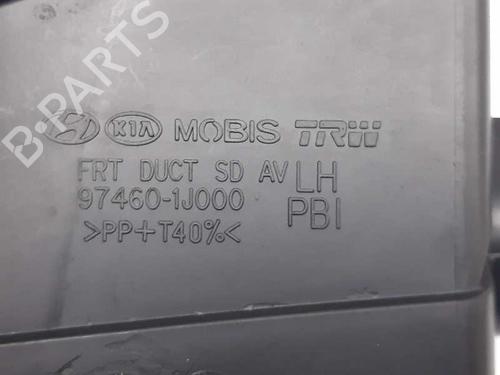 B-PARTS
KIA MOBIS TRW
FRT DUCT SD AV LH
97460-1J000 PBI
>PP+T40%<